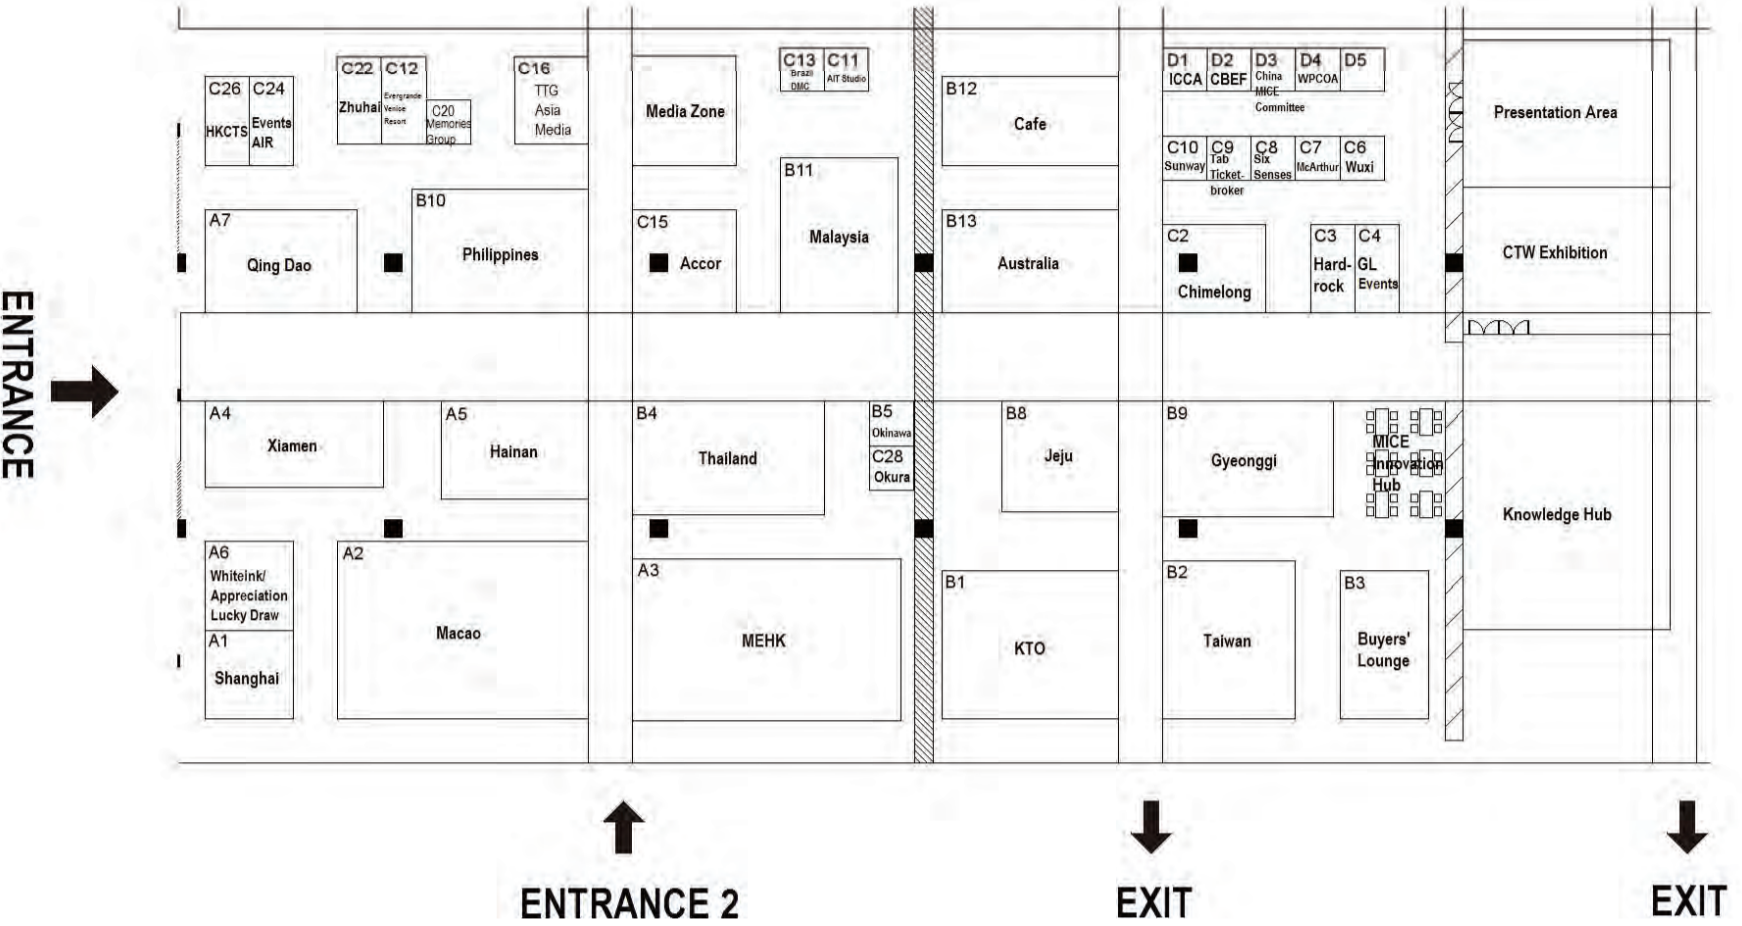 C26
HKCTS
C24
Events
AIR
C22
Zhuhai
C12
Evergrande
Venice
Resort
C20
Memories
Group
C16
TTG
Asia
Media
Media Zone
C13
Brazil
DMC
C11
AIT Studio
B12
Cafe
D1
ICCA
D2
CBEF
D3
China
MICE
Committee
D4
WPCOA
D5
Presentation Area
C10
Sunway
C9
Tab
Ticket-
broker
C8
Six
Senses
C7
McArthur
C6
Wuxi
A7
Qing Dao
B10
Philippines
C15
Accor
B11
Malaysia
B13
Australia
C2
Chimelong
C3
Hard-
rock
C4
GL
Events
CTW Exhibition
ENTRANCE
A4
Xiamen
A5
Hainan
B4
Thailand
B5
Okinawa
C28
Okura
B8
Jeju
B9
Gyeonggi
MICE
Innovation
Hub
Knowledge Hub
A6
Whiteink/
Appreciation
Lucky Draw
A1
Shanghai
A2
Macao
A3
MEHK
B1
KTO
B2
Taiwan
B3
Buyers'
Lounge
ENTRANCE 2
EXIT
EXIT